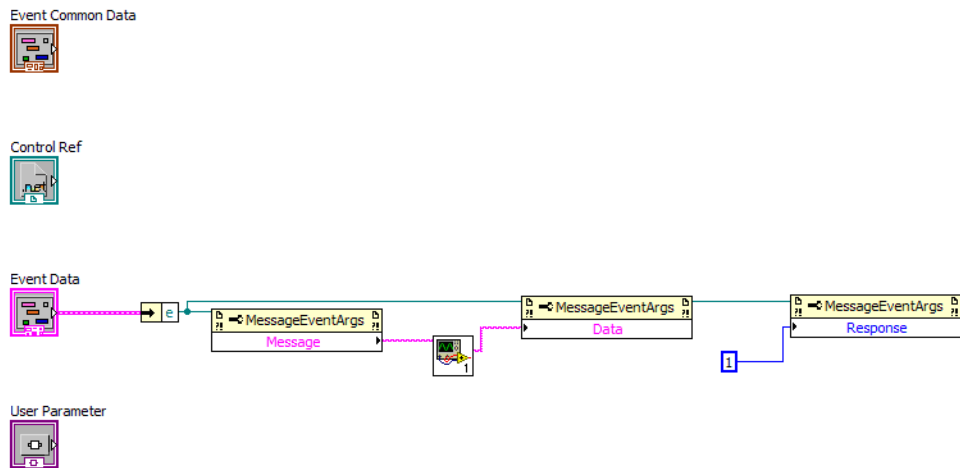 Event Common Data
Control Ref
.net
Event Data
e
MessageEventArgs
Message
1
MessageEventArgs
Data
1
MessageEventArgs
Response
User Parameter